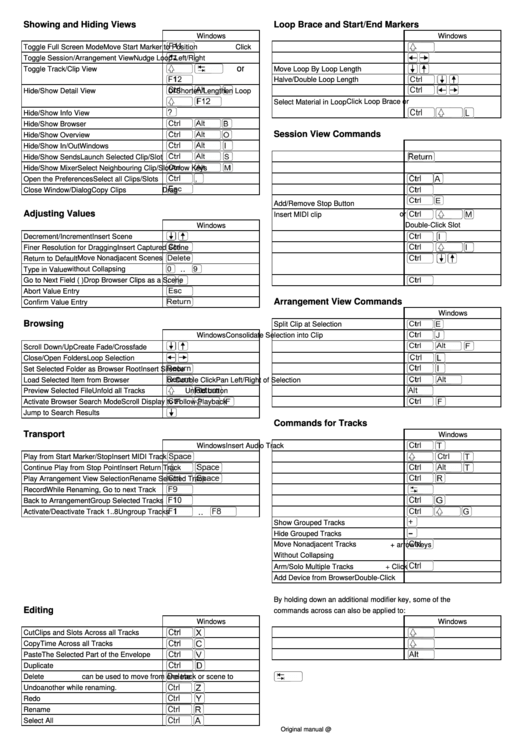 Showing and Hiding Views
Windows
Toggle Full Screen Mode
Move Start Marker to Position
Click
Toggle Session/Arrangement View
Nudge Loop Left/Right
Toggle Track/Clip View or
F12
Hide/Show Detail View
or
F12
Hide/Show Info View ?
Hide/Show Browser Ctrl Alt B
Hide/Show Overview Ctrl Alt O
Hide/Show In/Out Windows Ctrl Alt I
Hide/Show Sends Launch Selected Clip/Slot Ctrl Alt S
Hide/Show Mixer Select Neighbouring Clip/Slot M
Open the Preferences Select all Clips/Slots Ctrl ,
Close Window/Dialog Copy Clips Esc
Adjusting Values
Windows
Decrement/Increment Insert Scene
Finer Resolution for Dragging Insert Captured Scene Ctrl
Return to Default Move Nonadjacent Scenes Delete
Type in Value without Collapsing 0 .. 9
Go to Next Field ( ) Drop Browser Clips as a Scene
Abort Value Entry Esc
Confirm Value Entry Return
Browsing
Windows Consolidate Selection into Clip
Scroll Down/Up Create Fade/Crossfade
Close/Open Folders Loop Selection
Set Selected Folder as Browser Root Insert Silence Return
Load Selected Item from Browser or Double Click Pan Left/Right of Selection
Preview Selected File Unfold all Tracks
Activate Browser Search Mode Scroll Display to Follow Playback Ctrl F
Jump to Search Results
Transport
Windows Insert Audio Track
Play from Start Marker/Stop Insert MIDI Track Space
Continue Play from Stop Point Insert Return Track Space
Play Arrangement View Selection Rename Selected Track Ctrl Space
Record While Renaming, Go to next Track F9
Back to Arrangement Group Selected Tracks F10
Activate/Deactivate Track 1..8 Ungroup Tracks F1 .. F8
Editing
Windows
Cut Clips and Slots Across all Tracks Ctrl X
Copy Time Across all Tracks Ctrl C
Paste The Selected Part of the Envelope Ctrl V
Duplicate Ctrl D
Delete can be used to move from one track or scene to Delete
Undo another while renaming. Ctrl Z
Redo Ctrl Y
Rename Ctrl R
Select All Ctrl A
Loop Brace and Start/End Markers
Windows
Move Loop By Loop Length
Halve/Double Loop Length Ctrl
Ctrl
Select Material in Loop Click Loop Brace or
Ctrl L
Session View Commands
Return
Ctrl A
Ctrl
Add/Remove Stop Button Ctrl E
Insert MIDI clip or Ctrl M
Double-Click Slot
Ctrl I
Ctrl I
Ctrl
Ctrl
Arrangement View Commands
Windows
Split Clip at Selection Ctrl E
Ctrl J
Ctrl Alt F
Ctrl L
Ctrl I
Ctrl Alt
Alt
Ctrl F
Commands for Tracks
Windows
Ctrl T
Ctrl T
Ctrl Alt T
Ctrl R
Ctrl G
Ctrl G
Show Grouped Tracks +
Hide Grouped Tracks –
Move Nonadjacent Tracks
Without Collapsing
+ arrow keys Ctrl
Arm/Solo Multiple Tracks + Click Ctrl
Add Device from Browser Double-Click
By holding down an additional modifier key, some of the
commands across can also be applied to:
Windows
Alt
Original manual @